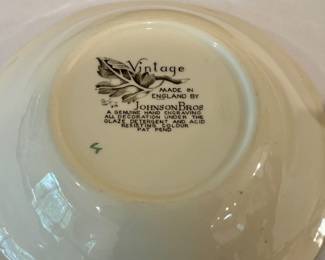 Vintage
MADE IN
ENGLAND BY
JOHNSON BROS
A GENUINE HAND ENGRAVING
ALL DECORATION UNDER THE
GLAZE DETERGENT AND ACID
RESISTING COLOUR
PAT PEND